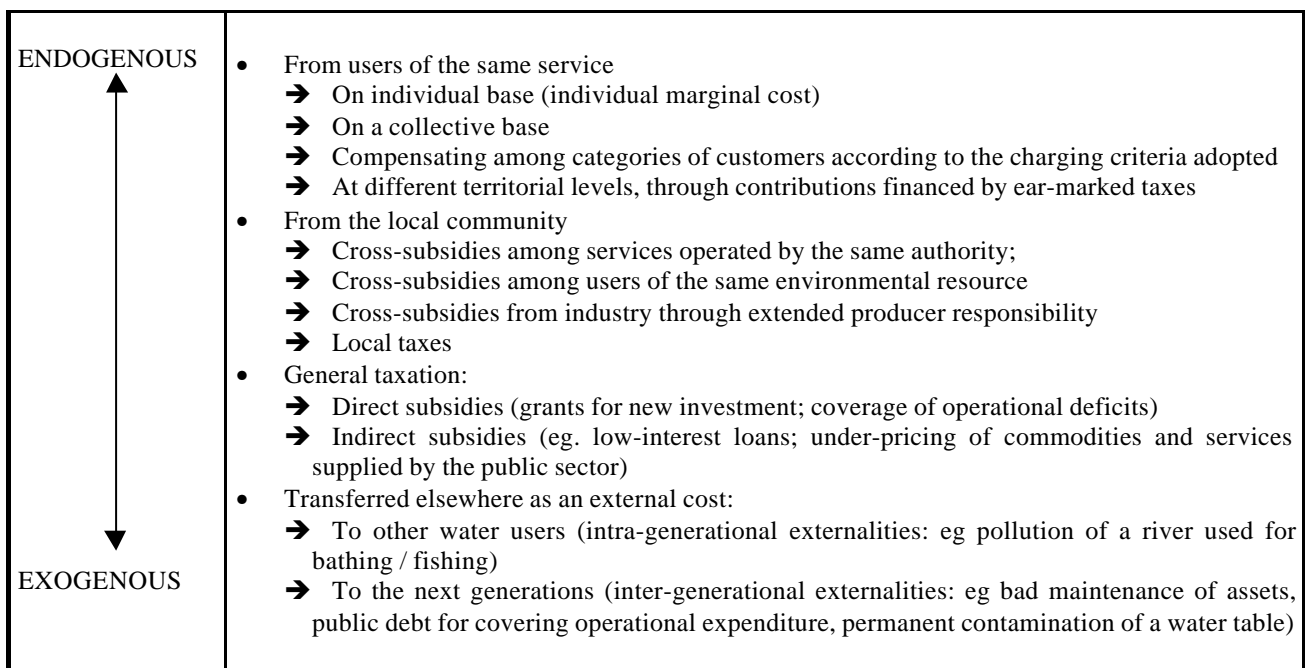 ENDOGENOUS
• From users of the same service
➔ On individual base (individual marginal cost)
➔ On a collective base
➔ Compensating among categories of customers according to the charging criteria adopted
➔ At different territorial levels, through contributions financed by ear-marked taxes
• From the local community
➔ Cross-subsidies among services operated by the same authority;
➔ Cross-subsidies among users of the same environmental resource
➔ Cross-subsidies from industry through extended producer responsibility
➔ Local taxes
• General taxation:
➔ Direct subsidies (grants for new investment; coverage of operational deficits)
➔ Indirect subsidies (eg. low-interest loans; under-pricing of commodities and services
supplied by the public sector)
• Transferred elsewhere as an external cost:
➔ To other water users (intra-generational externalities: eg pollution of a river used for
bathing / fishing)
EXOGENOUS
➔ To the next generations (inter-generational externalities: eg bad maintenance of assets,
public debt for covering operational expenditure, permanent contamination of a water table)